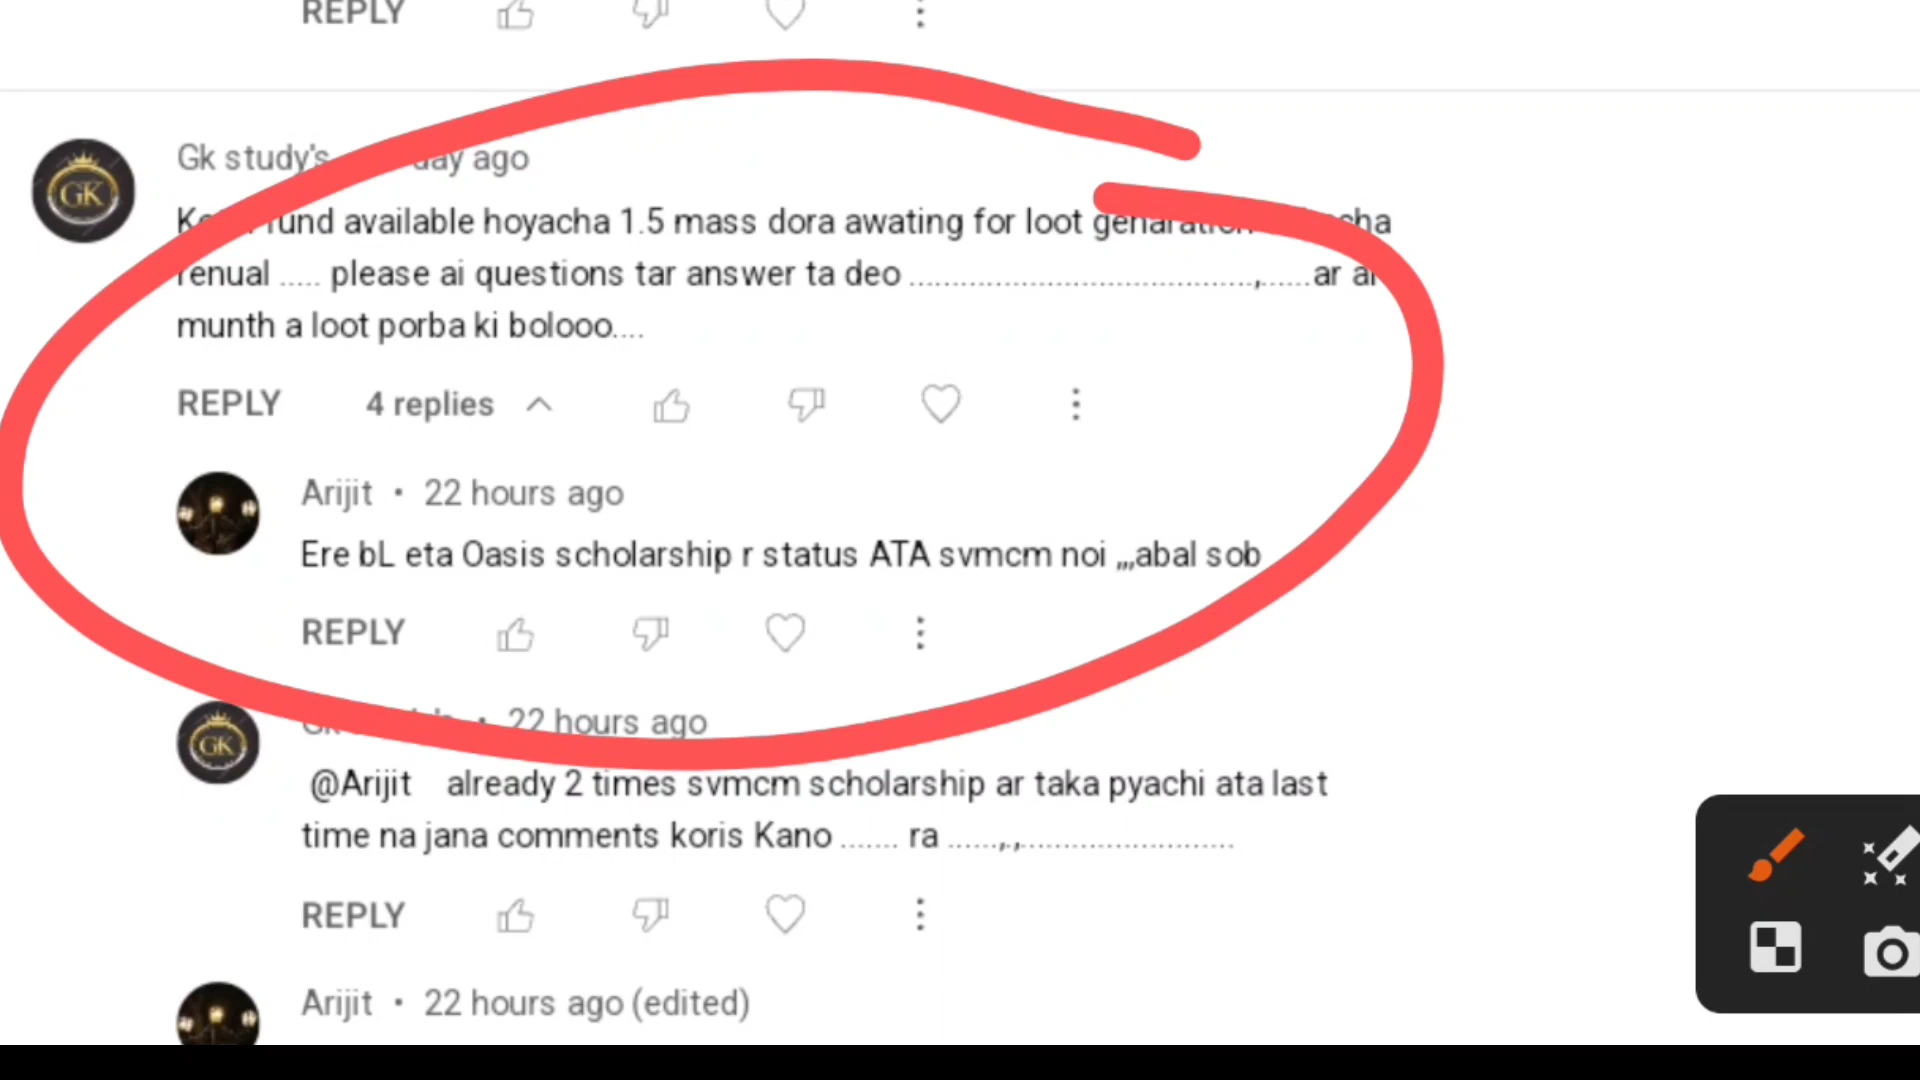 REPLY
GK
Gk study's day ago
fund available hoyacha 1.5 mass dora awating for loot genaration
renual ..... please ai questions tar answer ta deo .......................................,......ar ai
munth a loot porba ki bolooo....
REPLY 4 replies
Arijit • 22 hours ago
Ere bL eta Oasis scholarship r status ATA svmcm noi ,,,abal sob
REPLY
GK
• 22 hours ago
@Arijit already 2 times svmcm scholarship ar taka pyachi ata last
time na jana comments koris Kano ....... ra ......,.,.........................
REPLY
Arijit • 22 hours ago (edited)